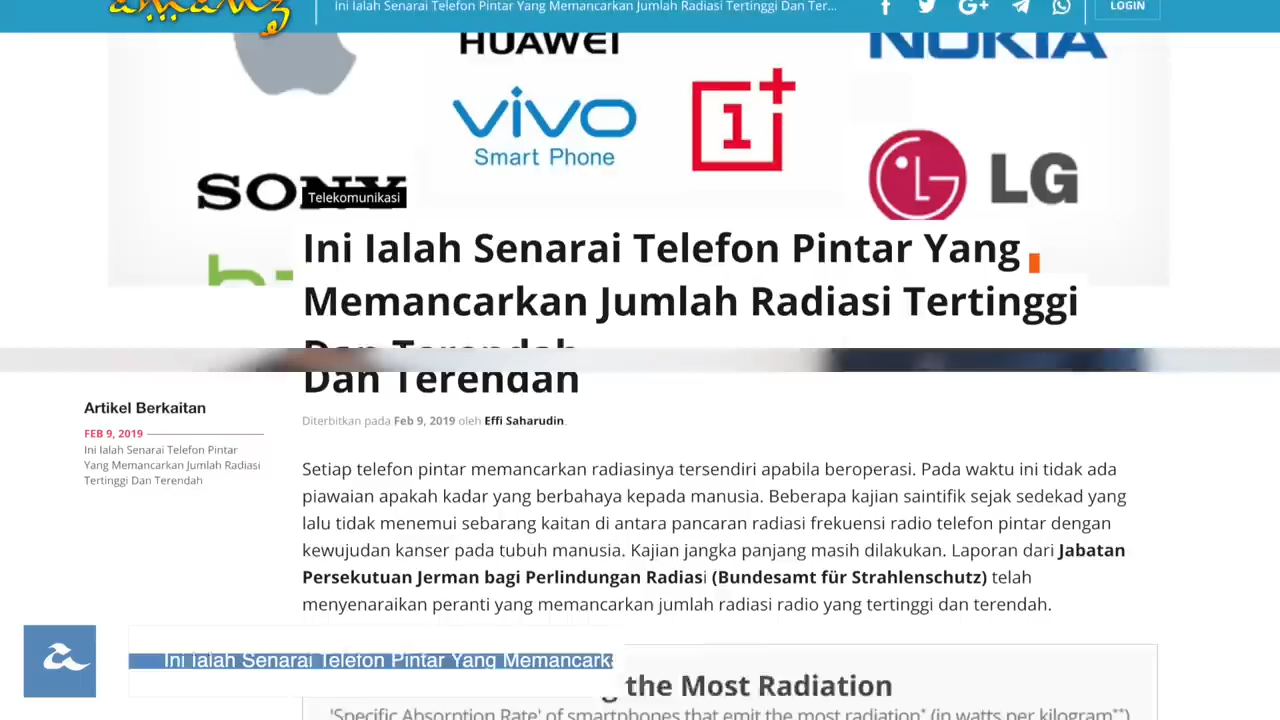 amanz
Ini Ialah Senarai Telefon Pintar Yang Memancarkan Jumlah Radiasi Tertinggi Dan Ter...
G+
LOGIN
HUAWEI
NOKIA
vivo
Smart Phone
1+
SONY
LG
Telekomunikasi
Ini Ialah Senarai Telefon Pintar Yang
Memancarkan Jumlah Radiasi Tertinggi
Dan Terendah
Artikel Berkaitan
FEB 9, 2019
Ini Ialah Senarai Telefon Pintar
Yang Memancarkan Jumlah Radiasi
Tertinggi Dan Terendah
Diterbitkan pada Feb 9, 2019 oleh Effi Saharudin.
Setiap telefon pintar memancarkan radiasinya tersendiri apabila beroperasi. Pada waktu ini tidak ada
piawaian apakah kadar yang berbahaya kepada manusia. Beberapa kajian saintifik sejak sedekad yang
lalu tidak menemui sebarang kaitan di antara pancaran radiasi frekuensi radio telefon pintar dengan
kewujudan kanser pada tubuh manusia. Kajian jangka panjang masih dilakukan. Laporan dari Jabatan
Persekutuan Jerman bagi Perlindungan Radiasi (Bundesamt für Strahlenschutz) telah
menyenaraikan peranti yang memancarkan jumlah radiasi radio yang tertinggi dan terendah.
Ini Ialah Senarai Telefon Pintar Yang Memancark
the Most Radiation
'Specific Absorption Rate' of smartphones that emit the most radiation* (in watts per kilogram**)